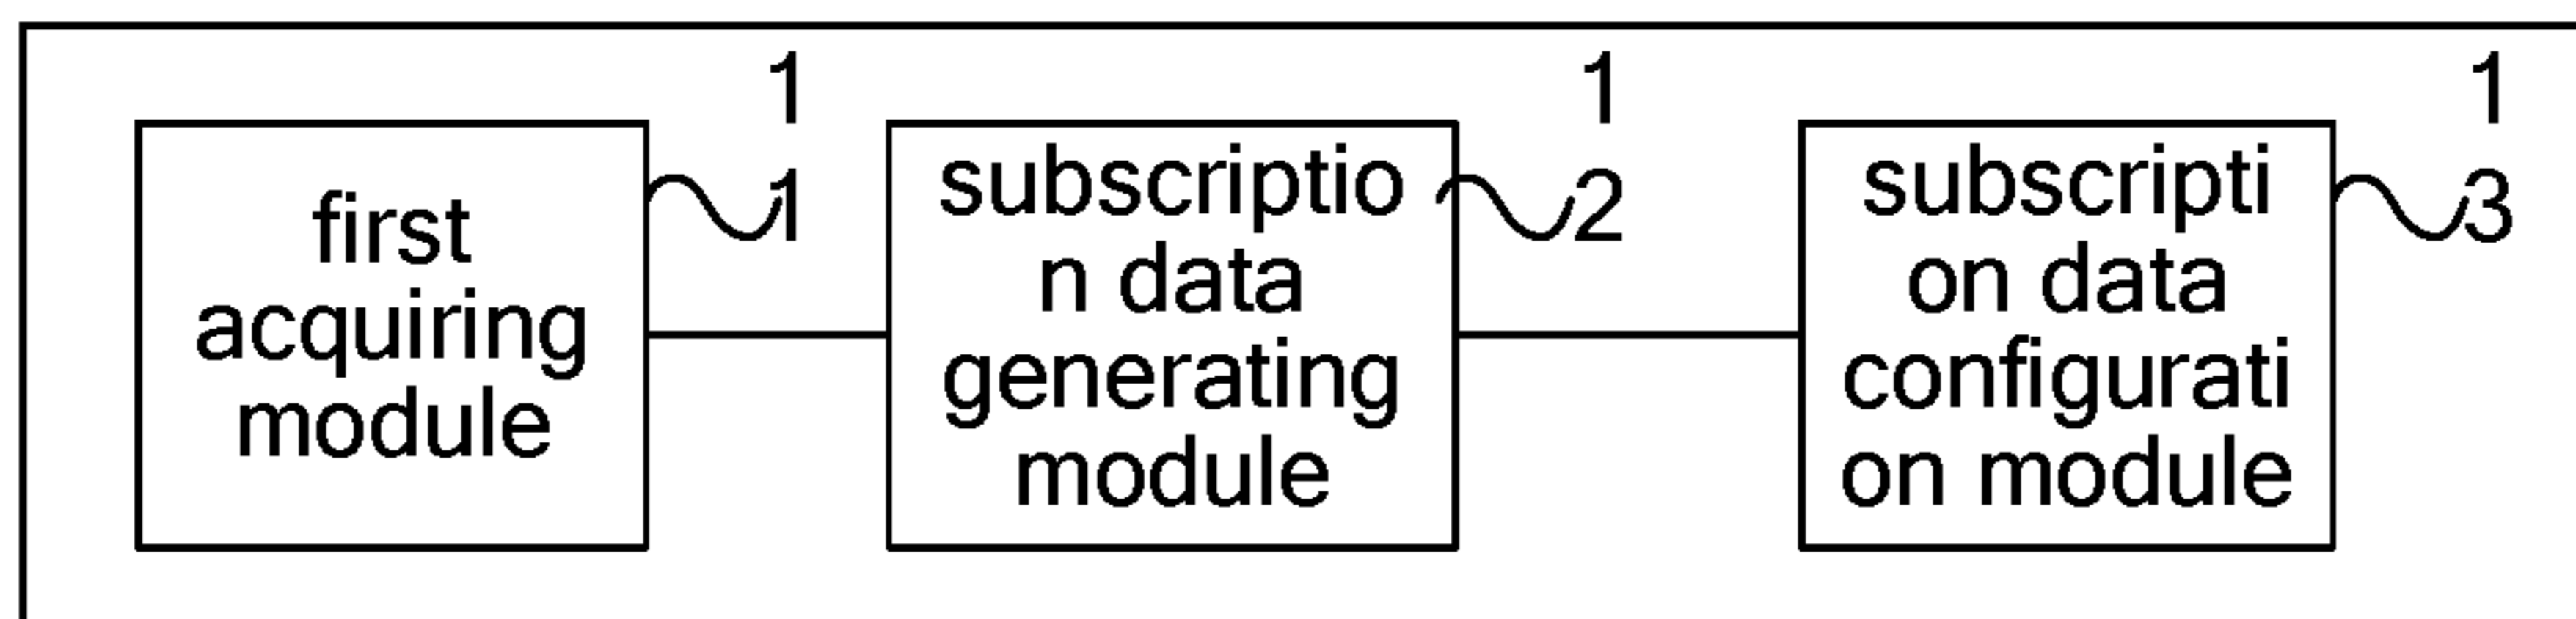 1
1
first
acquiring
module
1
2
subscriptio
n data
generating
module
1
3
subscripti
on data
configurati
on module